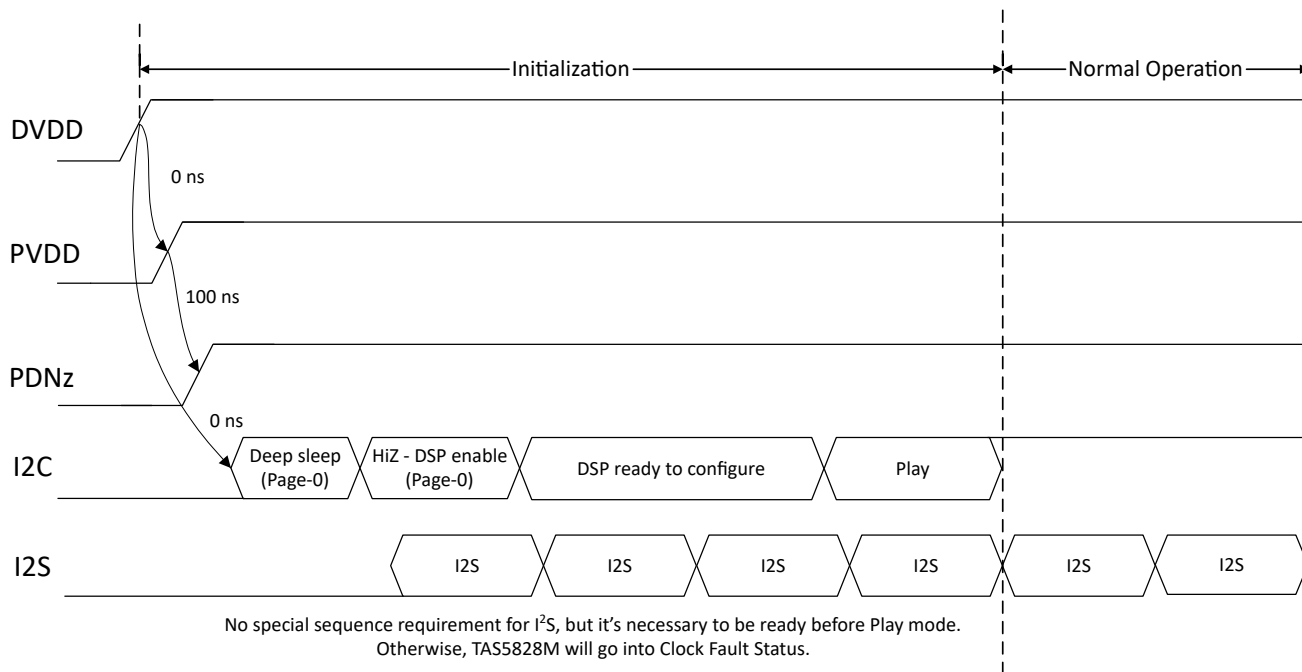 Initialization
Normal Operation
DVDD
0 ns
PVDD
100 ns
PDNz
0 ns
I2C
Deep sleep
(Page-0)
HiZ - DSP enable
(Page-0)
DSP ready to configure
Play
I2S
I2S
I2S
I2S
I2S
I2S
I2S
No special sequence requirement for I²S, but it's necessary to be ready before Play mode.
Otherwise, TAS5828M will go into Clock Fault Status.